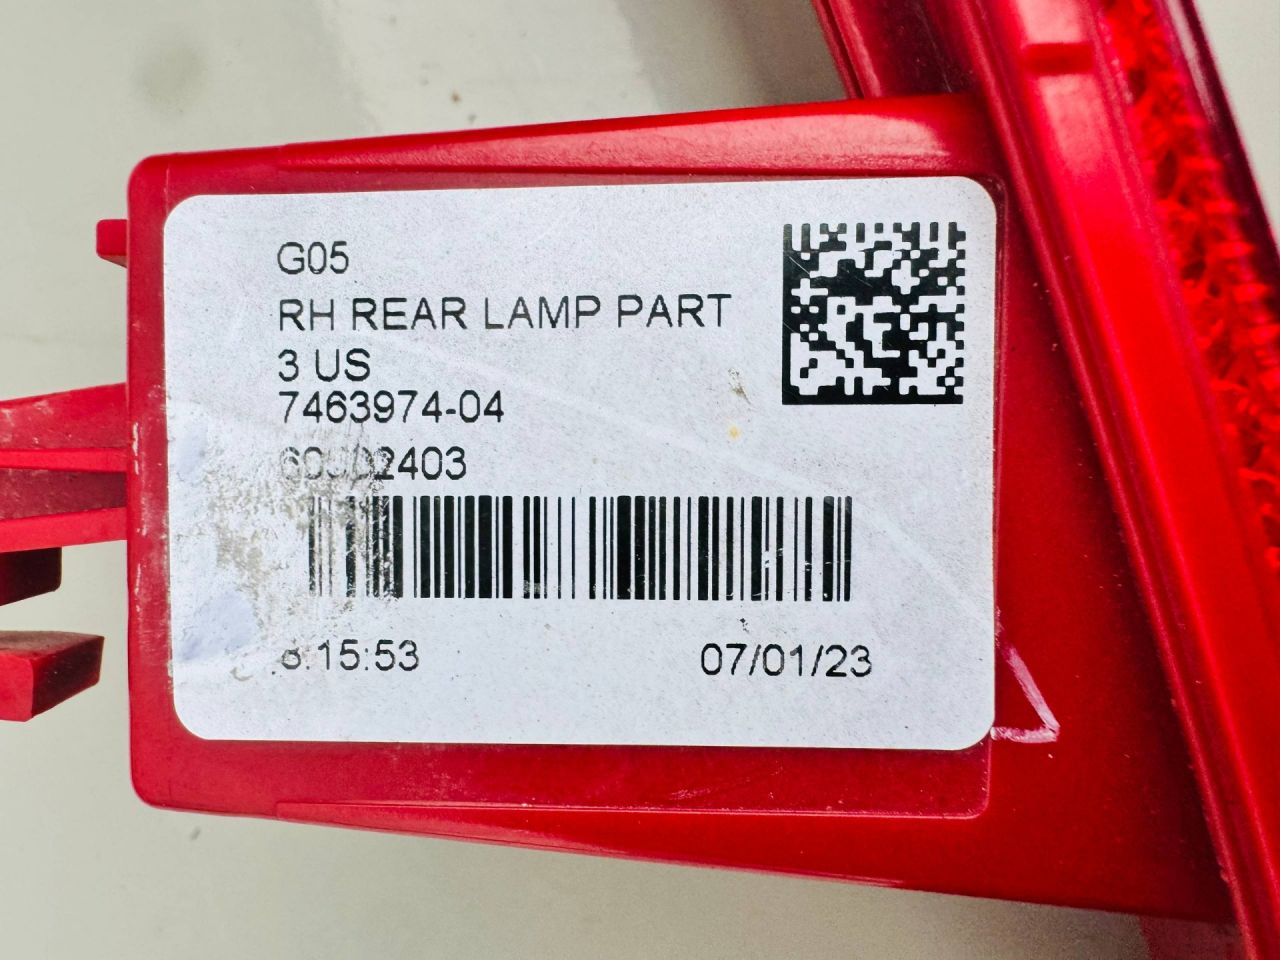 G05
RH REAR LAMP PART
3 US
7463974-04
07/01/23